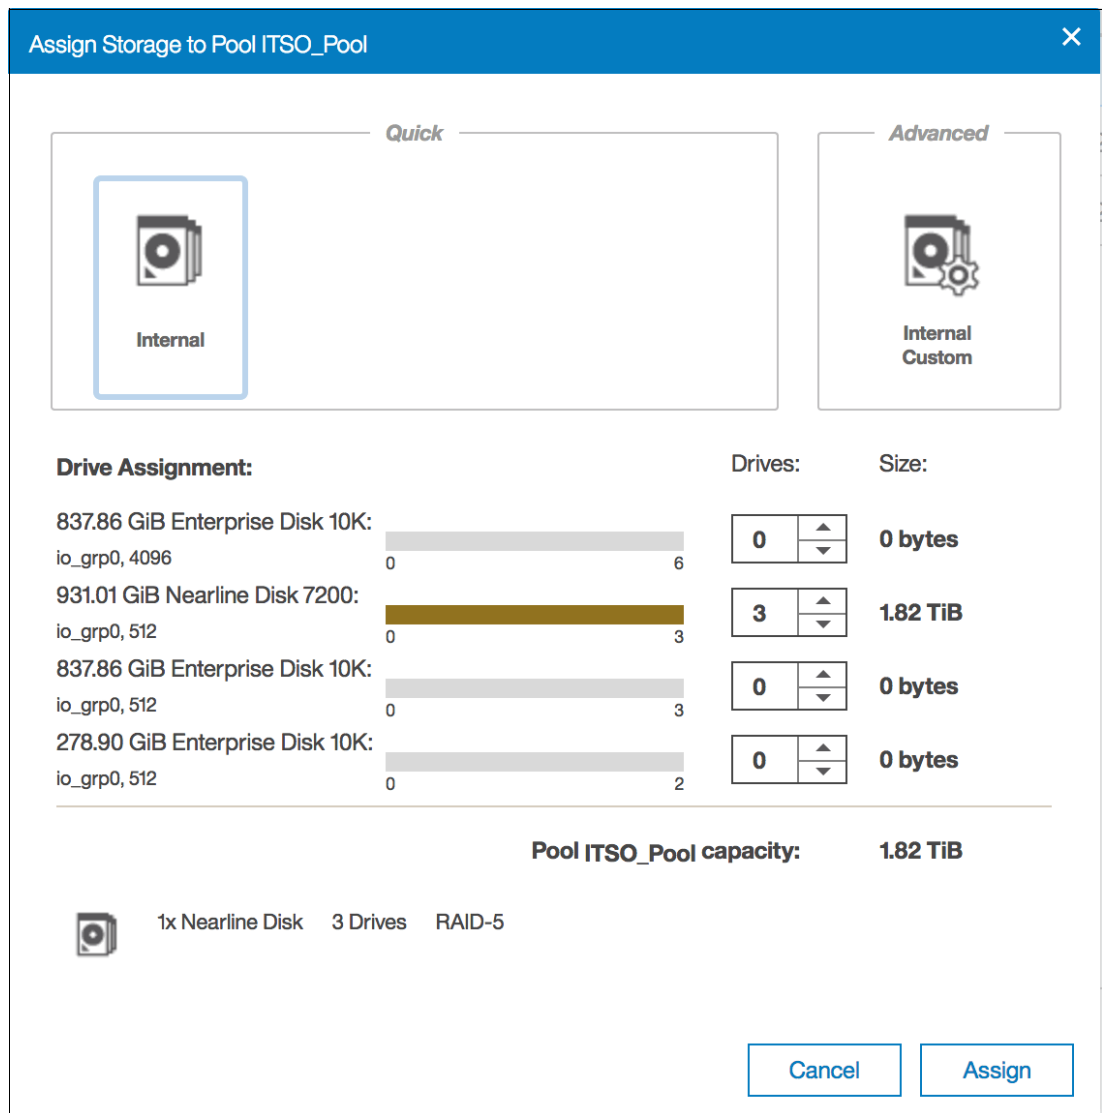 Assign Storage to Pool ITSO_Pool
Quick
Advanced
Internal
Internal
Custom
Drive Assignment:
Drives:
Size:
837.86 GiB Enterprise Disk 10K:
io_grp0, 4096
0
6
0
0 bytes
931.01 GiB Nearline Disk 7200:
io_grp0, 512
0
3
3
1.82 TiB
837.86 GiB Enterprise Disk 10K:
io_grp0, 512
0
3
0
0 bytes
278.90 GiB Enterprise Disk 10K:
io_grp0, 512
0
2
0
0 bytes
Pool ITSO_Pool capacity: 1.82 TiB
1x Nearline Disk 3 Drives RAID-5
Cancel
Assign